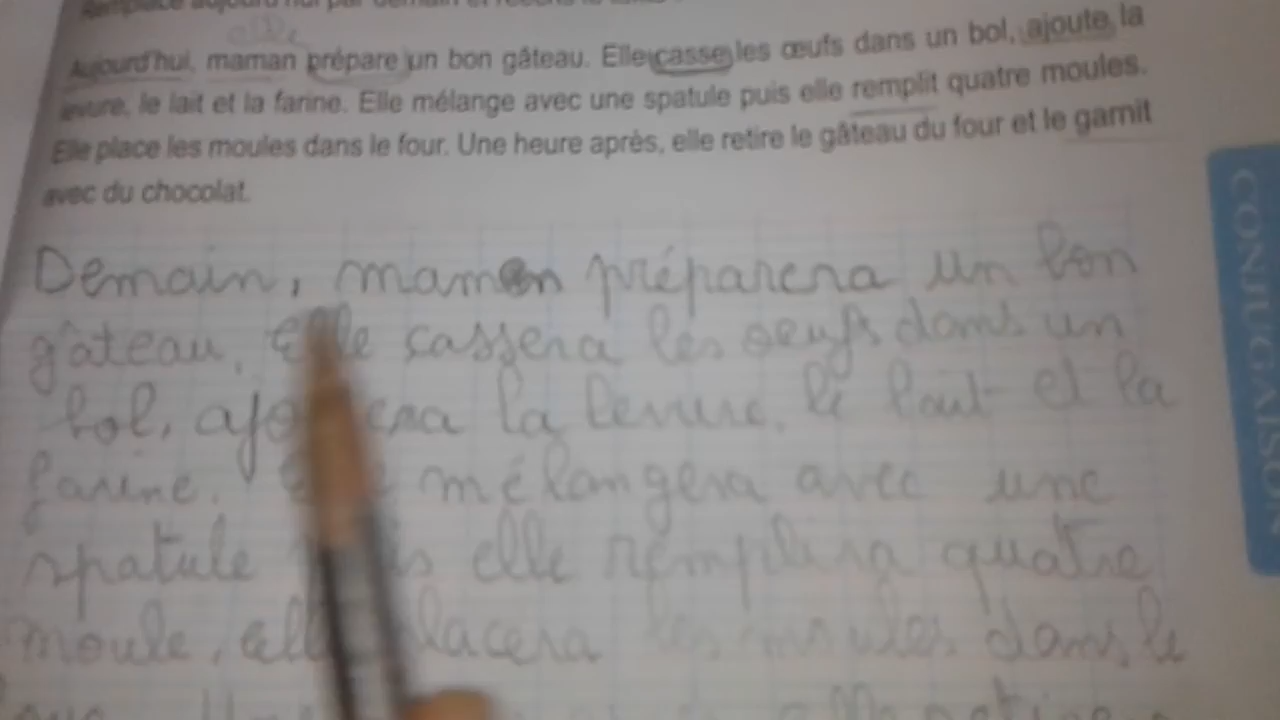 elle
Aujourd'hui, maman prépare un bon gâteau. Elle casse les œufs dans un bol, ajoute la
levure, le lait et la farine. Elle mélange avec une spatule puis elle remplit quatre moules.
Elle place les moules dans le four. Une heure après, elle retire le gâteau du four et le garnit
avec du chocolat.
Demain, maman préparera un bon
gâteau. Elle cassera les oeufs dans un
bol, la levure, le lait et la
farine. mélangera avec une
spatule elle remplira quatre
moule, dans le
CONJUGAISON